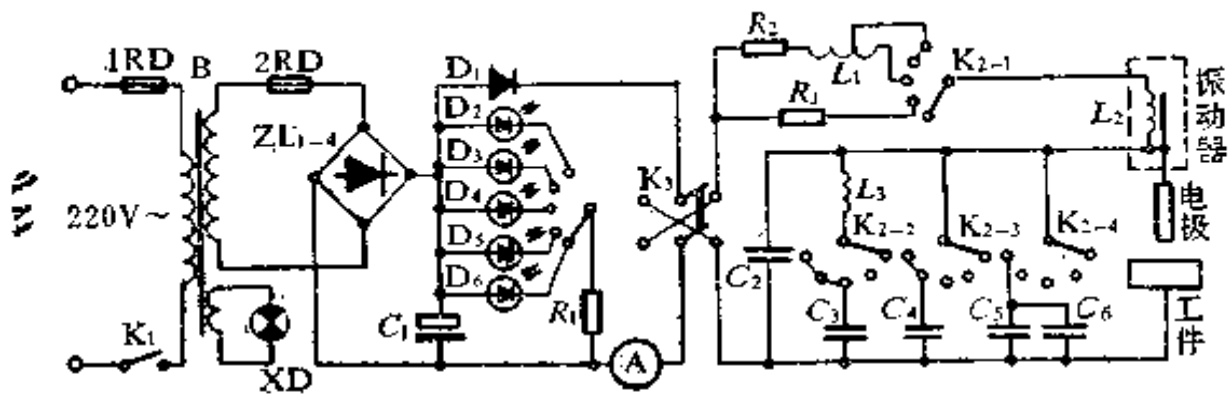 1RD
B
2RD
ZL1-4
220V~
K1
XD
D1
D2
D3
D4
D5
D6
C1
R1
A
K3
R2
L1
K2-1
R3
L2
振动器
L3
K2-2
K2-3
K2-4
电极
C2
C3
C4
C5
C6
工件